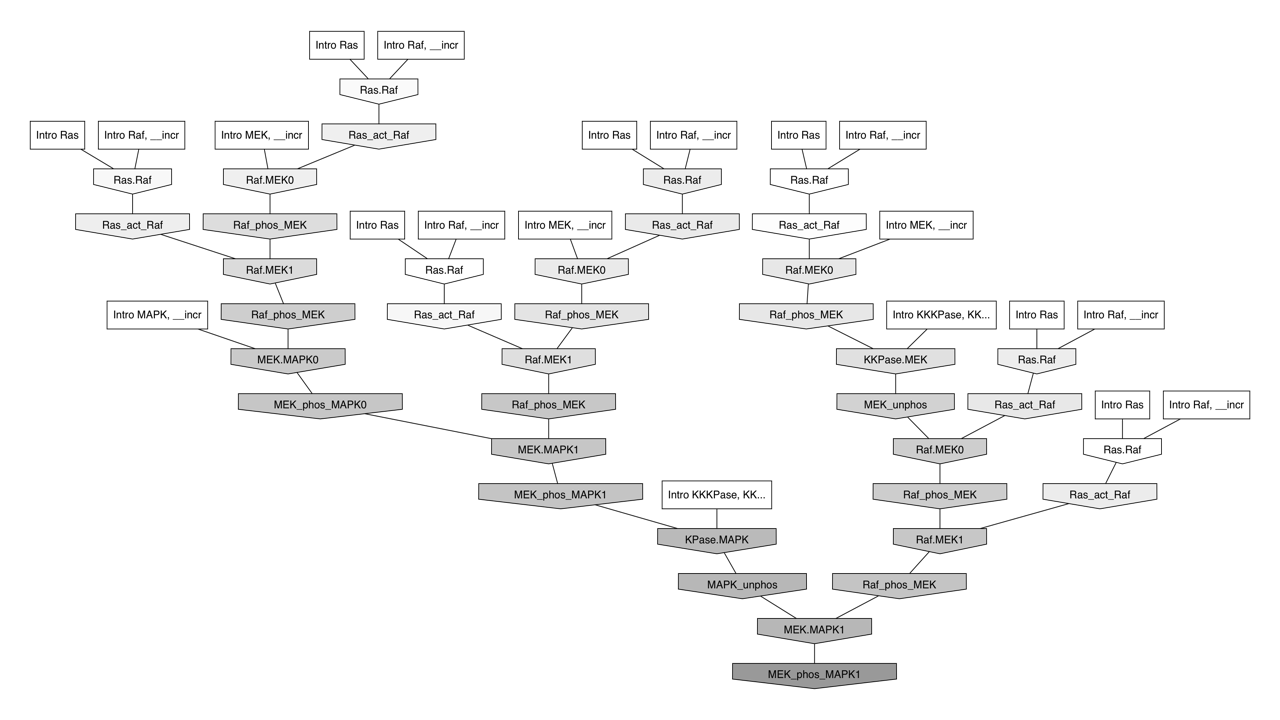 Intro Ras
Intro Raf, __incr
Ras.Raf
Intro Ras
Intro Raf, __incr
Intro MEK, __incr
Ras_act_Raf
Intro Ras
Intro Raf, __incr
Intro Ras
Intro Raf, __incr
Ras.Raf
Raf.MEK0
Ras.Raf
Ras.Raf
Ras_act_Raf
Raf_phos_MEK
Intro Ras
Intro Raf, __incr
Intro MEK, __incr
Ras_act_Raf
Ras_act_Raf
Intro MEK, __incr
Raf.MEK1
Ras.Raf
Raf.MEK0
Raf.MEK0
Intro MAPK, __incr
Raf_phos_MEK
Ras_act_Raf
Raf_phos_MEK
Raf_phos_MEK
Intro KKKPase, KK...
Intro Ras
Intro Raf, __incr
MEK.MAPK0
Raf.MEK1
KKPase.MEK
Ras.Raf
MEK_phos_MAPK0
Raf_phos_MEK
MEK_unphos
Ras_act_Raf
Intro Ras
Intro Raf, __incr
MEK.MAPK1
Raf.MEK0
Ras.Raf
MEK_phos_MAPK1
Intro KKKPase, KK...
Raf_phos_MEK
Ras_act_Raf
KPase.MAPK
Raf.MEK1
MAPK_unphos
Raf_phos_MEK
MEK.MAPK1
MEK_phos_MAPK1